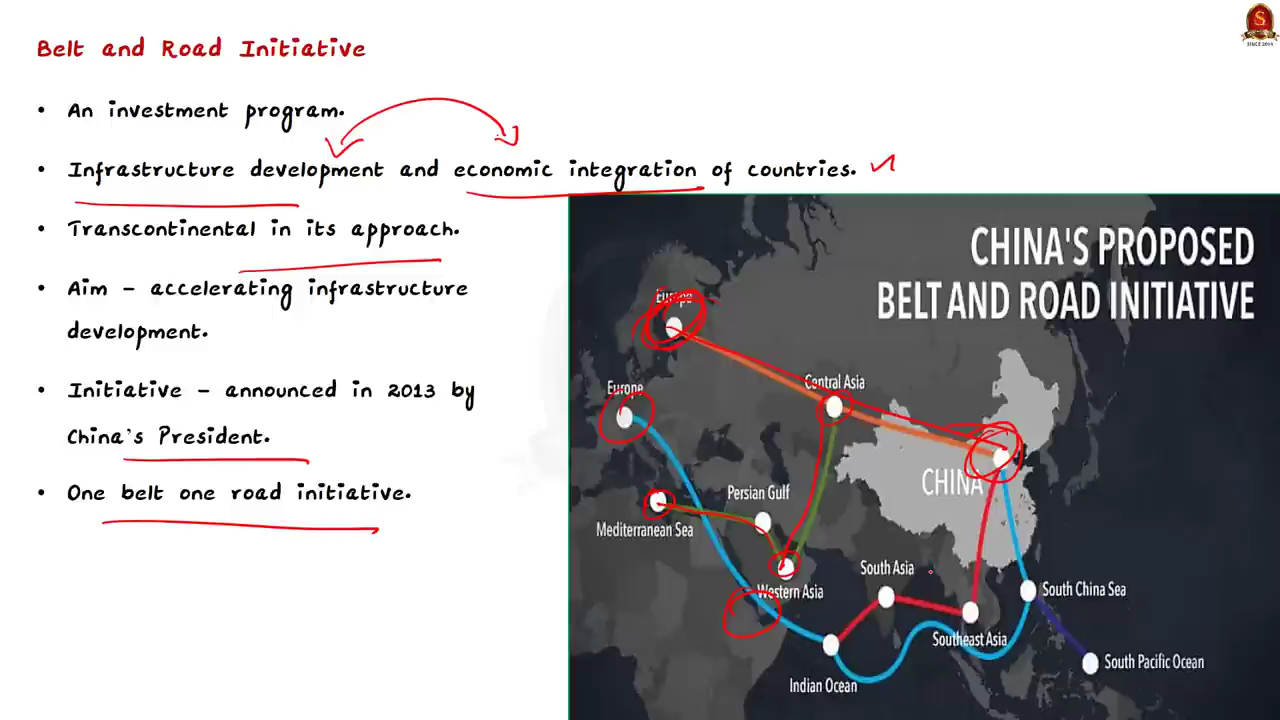 Belt and Road Initiative
• An investment program.
• Infrastructure development and economic integration of countries.
• Transcontinental in its approach.
• Aim – accelerating infrastructure
development.
• Initiative – announced in 2013 by
China's President.
• One belt one road initiative.
CHINA'S PROPOSED
BELT AND ROAD INITIATIVE
Europe
Central Asia
Europe
CHINA
Persian Gulf
Mediterranean Sea
South Asia
Western Asia
South China Sea
Southeast Asia
South Pacific Ocean
Indian Ocean
S
SINCE 2014